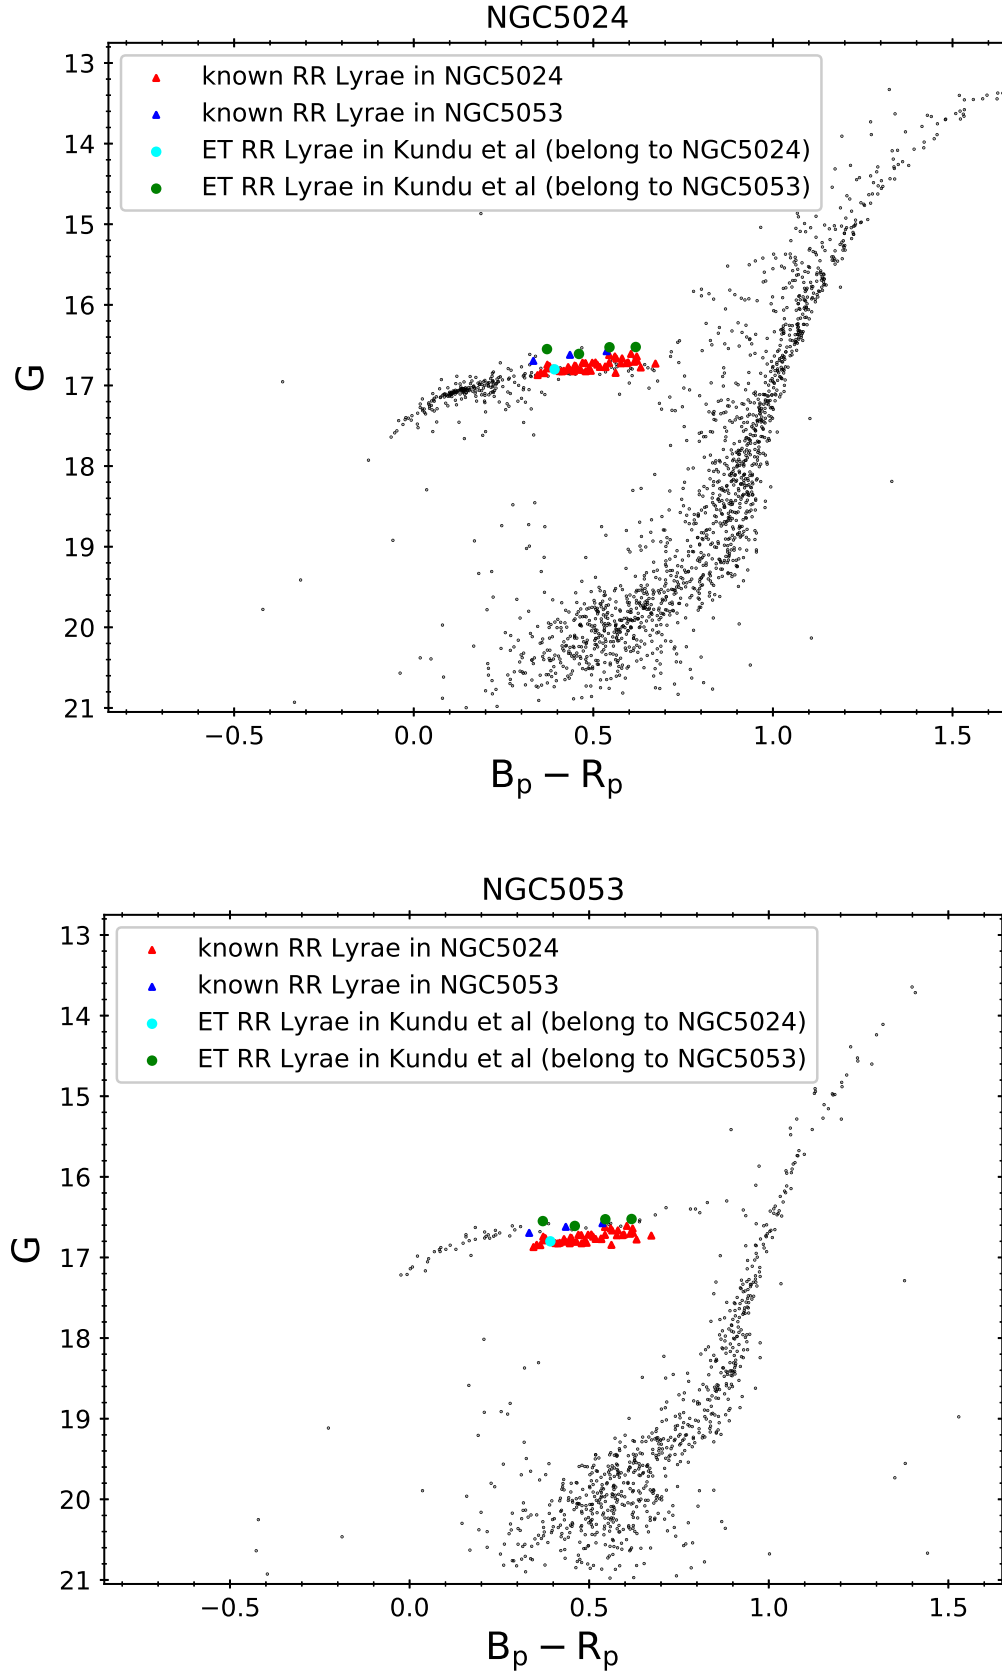 NGC5024
known RR Lyrae in NGC5024
known RR Lyrae in NGC5053
ET RR Lyrae in Kundu et al (belong to NGC5024)
ET RR Lyrae in Kundu et al (belong to NGC5053)
13
14
15
16
17
18
19
20
21
G
−0.5 0.0 0.5 1.0 1.5
Bp − Rp
NGC5053
known RR Lyrae in NGC5024
known RR Lyrae in NGC5053
ET RR Lyrae in Kundu et al (belong to NGC5024)
ET RR Lyrae in Kundu et al (belong to NGC5053)
13
14
15
16
17
18
19
20
21
G
−0.5 0.0 0.5 1.0 1.5
Bp − Rp